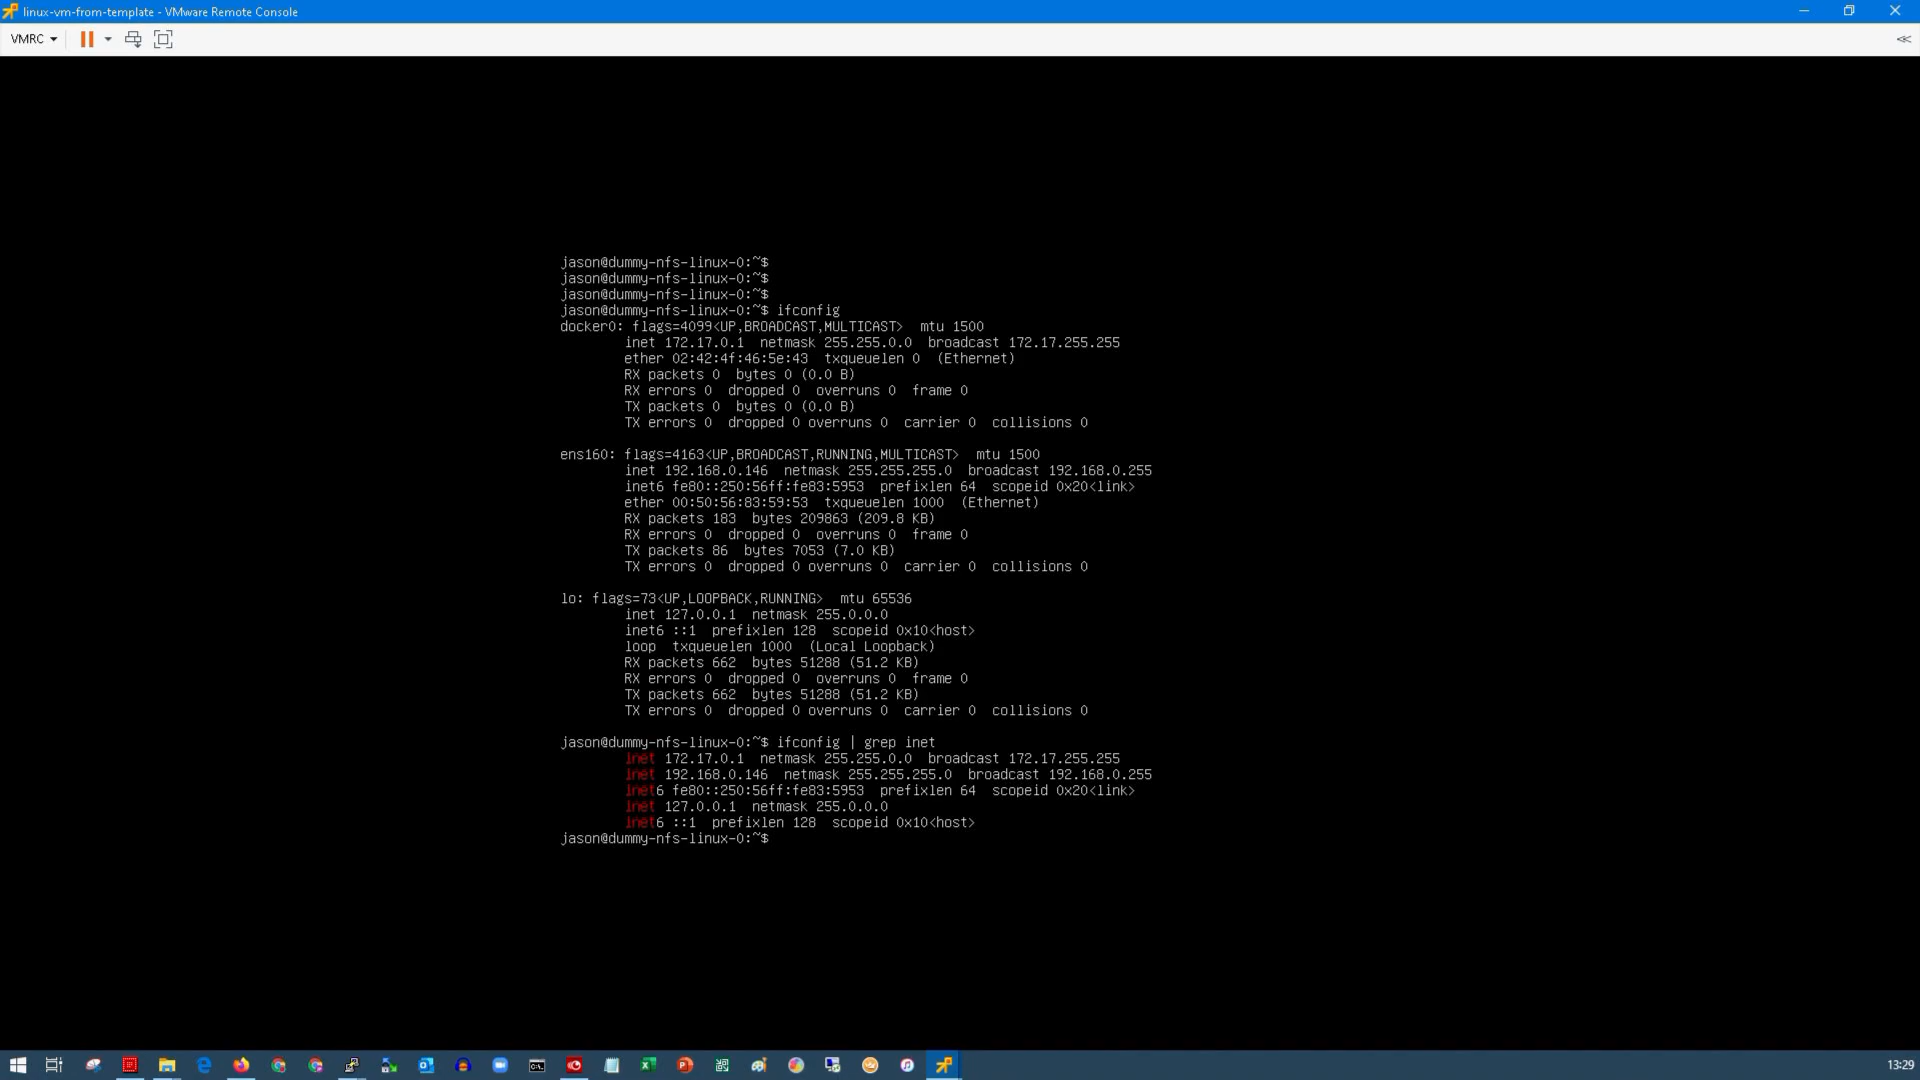 linux-vm-from-template - VMware Remote Console
VMRC
jason@dummy-nfs-linux-0:~$
jason@dummy-nfs-linux-0:~$
jason@dummy-nfs-linux-0:~$
jason@dummy-nfs-linux-0:~$ ifconfig
docker0: flags=4099<UP,BROADCAST,MULTICAST>  mtu 1500
inet 172.17.0.1  netmask 255.255.0.0  broadcast 172.17.255.255
ether 02:42:4f:46:5e:43  txqueuelen 0  (Ethernet)
RX packets 0  bytes 0 (0.0 B)
RX errors 0  dropped 0  overruns 0  frame 0
TX packets 0  bytes 0 (0.0 B)
TX errors 0  dropped 0 overruns 0  carrier 0  collisions 0
ens160: flags=4163<UP,BROADCAST,RUNNING,MULTICAST>  mtu 1500
inet 192.168.0.146  netmask 255.255.255.0  broadcast 192.168.0.255
inet6 fe80::250:56ff:fe83:5953  prefixlen 64  scopeid 0x20<link>
ether 00:50:56:83:59:53  txqueuelen 1000  (Ethernet)
RX packets 183  bytes 209863 (209.8 KB)
RX errors 0  dropped 0  overruns 0  frame 0
TX packets 86  bytes 7053 (7.0 KB)
TX errors 0  dropped 0 overruns 0  carrier 0  collisions 0
lo: flags=73<UP,LOOPBACK,RUNNING>  mtu 65536
inet 127.0.0.1  netmask 255.0.0.0
inet6 ::1  prefixlen 128  scopeid 0x10<host>
loop  txqueuelen 1000  (Local Loopback)
RX packets 662  bytes 51288 (51.2 KB)
RX errors 0  dropped 0  overruns 0  frame 0
TX packets 662  bytes 51288 (51.2 KB)
TX errors 0  dropped 0 overruns 0  carrier 0  collisions 0
jason@dummy-nfs-linux-0:~$ ifconfig | grep inet
inet 172.17.0.1  netmask 255.255.0.0  broadcast 172.17.255.255
inet 192.168.0.146  netmask 255.255.255.0  broadcast 192.168.0.255
inet6 fe80::250:56ff:fe83:5953  prefixlen 64  scopeid 0x20<link>
inet 127.0.0.1  netmask 255.0.0.0
inet6 ::1  prefixlen 128  scopeid 0x10<host>
jason@dummy-nfs-linux-0:~$
13:29